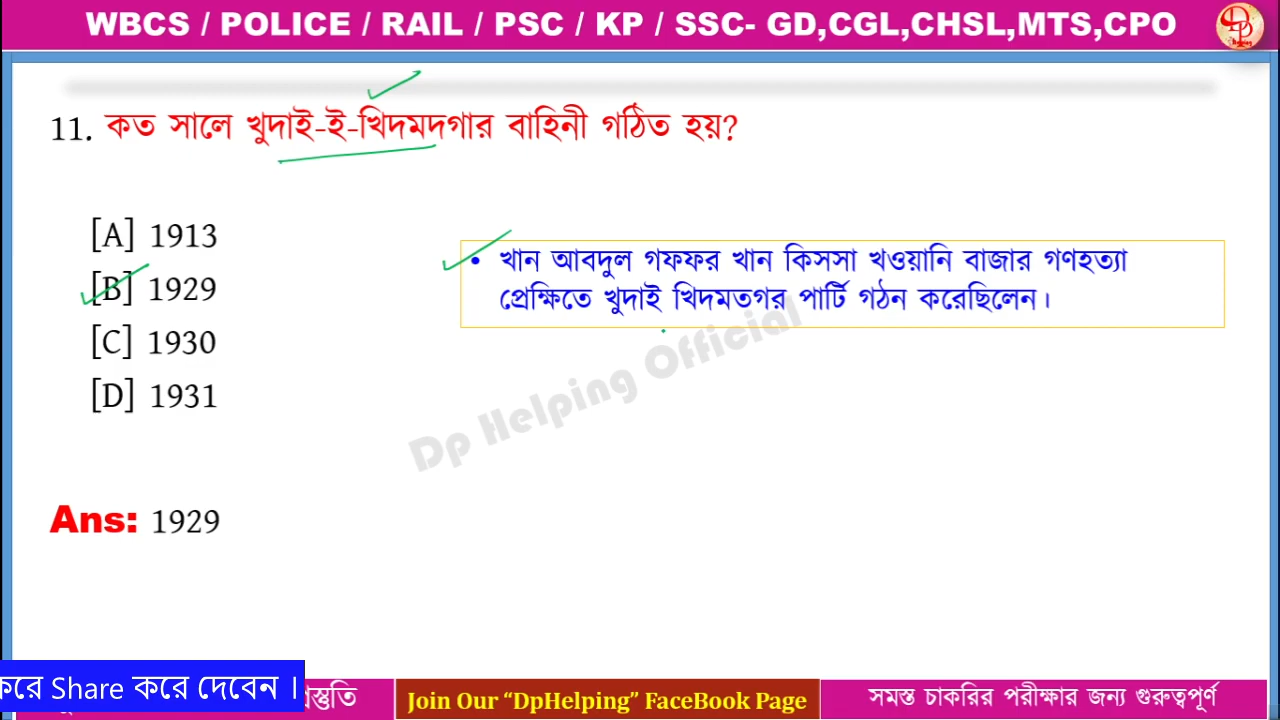 WBCS / POLICE / RAIL / PSC / KP / SSC- GD,CGL,CHSL,MTS,CPO
11. কত সালে খুদাই-ই-খিদমদগার বাহিনী গঠিত হয়?
[A] 1913
[B] 1929
[C] 1930
[D] 1931
• খান আবদুল গফফর খান কিসসা খওয়ানি বাজার গণহত্যা
প্রেক্ষিতে খুদাই খিদমতগর পার্টি গঠন করেছিলেন।
Dp Helping Official
Ans: 1929
করে Share করে দেবেন ।
Join Our “DpHelping” FaceBook Page
সমস্ত চাকরির পরীক্ষার জন্য গুরুত্বপূর্ণ